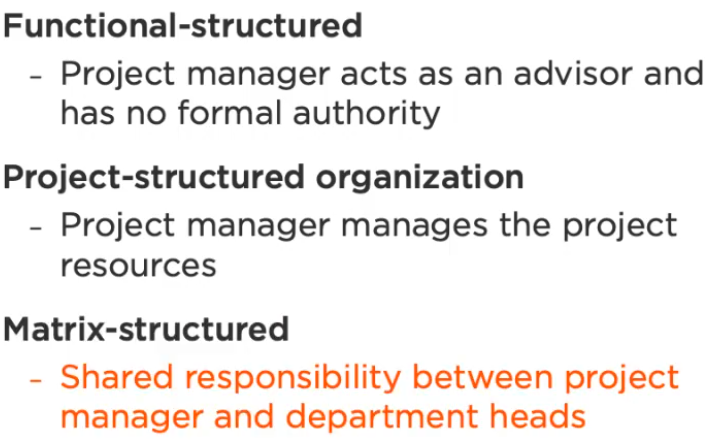 Functional-structured
- Project manager acts as an advisor and
has no formal authority
Project-structured organization
- Project manager manages the project
resources
Matrix-structured
- Shared responsibility between project
manager and department heads